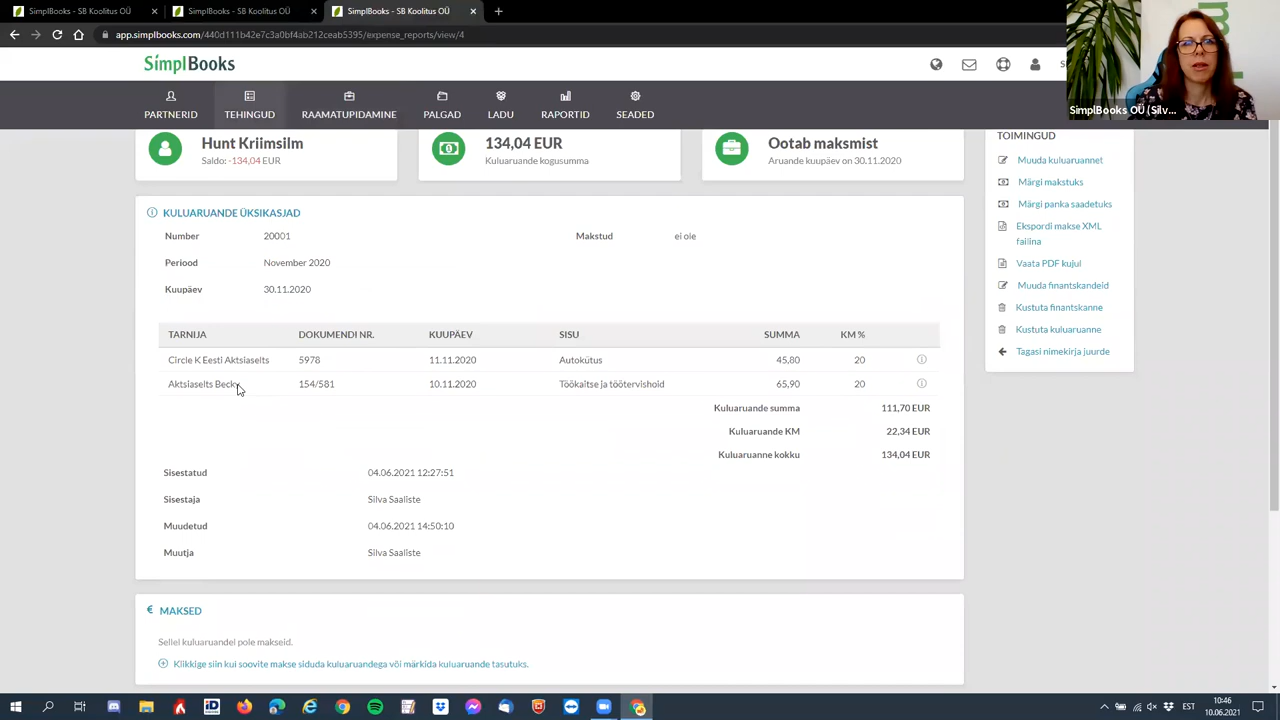 SB Koolitus - SB Koolitus OÜ
SB Koolitus - SB Koolitus OÜ
SB Koolitus - SB Koolitus OÜ
app.simplbooks.com/440d111b42e7c3a0bf4ab212ceab5395/expense_reports/view/4
SimplBooks
PARTNERID TEHINGUD RAAMATUPIDAMINE PALGAD LADU RAPORTID SEADED
SimplBooks OÜ (Silv...
Hunt Kriimsilm
Saldo: -134,04 EUR
134,04 EUR
Kuluaruande kogusumma
Ootab maksmist
Aruande kuupäev on 30.11.2020
TOIMINGUD
Muuda kuluaruannet
Märgi makstuks
Märgi panka saadetuks
Ekspordi makse XML
failina
Vaata PDF kujul
Muuda finantskandeid
Kustuta finantskanne
Kustuta kuluaruanne
Tagasi nimekirja juurde
KULUARUANDE ÜKSIKASJAD
Number 20001 Makstud ei ole
Periood November 2020
Kuupäev 30.11.2020
TARNIJA DOKUMENDI NR. KUUPÄEV SISU SUMMA KM %
Circle K Eesti Aktsiaselts 5978 11.11.2020 Autokütus 45,80 20
Aktsiaselts Becky 154/581 10.11.2020 Töökaitse ja töötervishoid 65,90 20
Kuluaruande summa 111,70 EUR
Kuluaruande KM 22,34 EUR
Kuluaruanne kokku 134,04 EUR
Sisestatud 04.06.2021 12:27:51
Sisestaja Silva Saaliste
Muudetud 04.06.2021 14:50:10
Muutja Silva Saaliste
€ MAKSED
Sellel kuluaruandel pole makseid.
Klikkige siin kui soovite makse siduda kuluaruandega või märkida kuluaruande tasutuks.
EST
10:46
10.06.2021